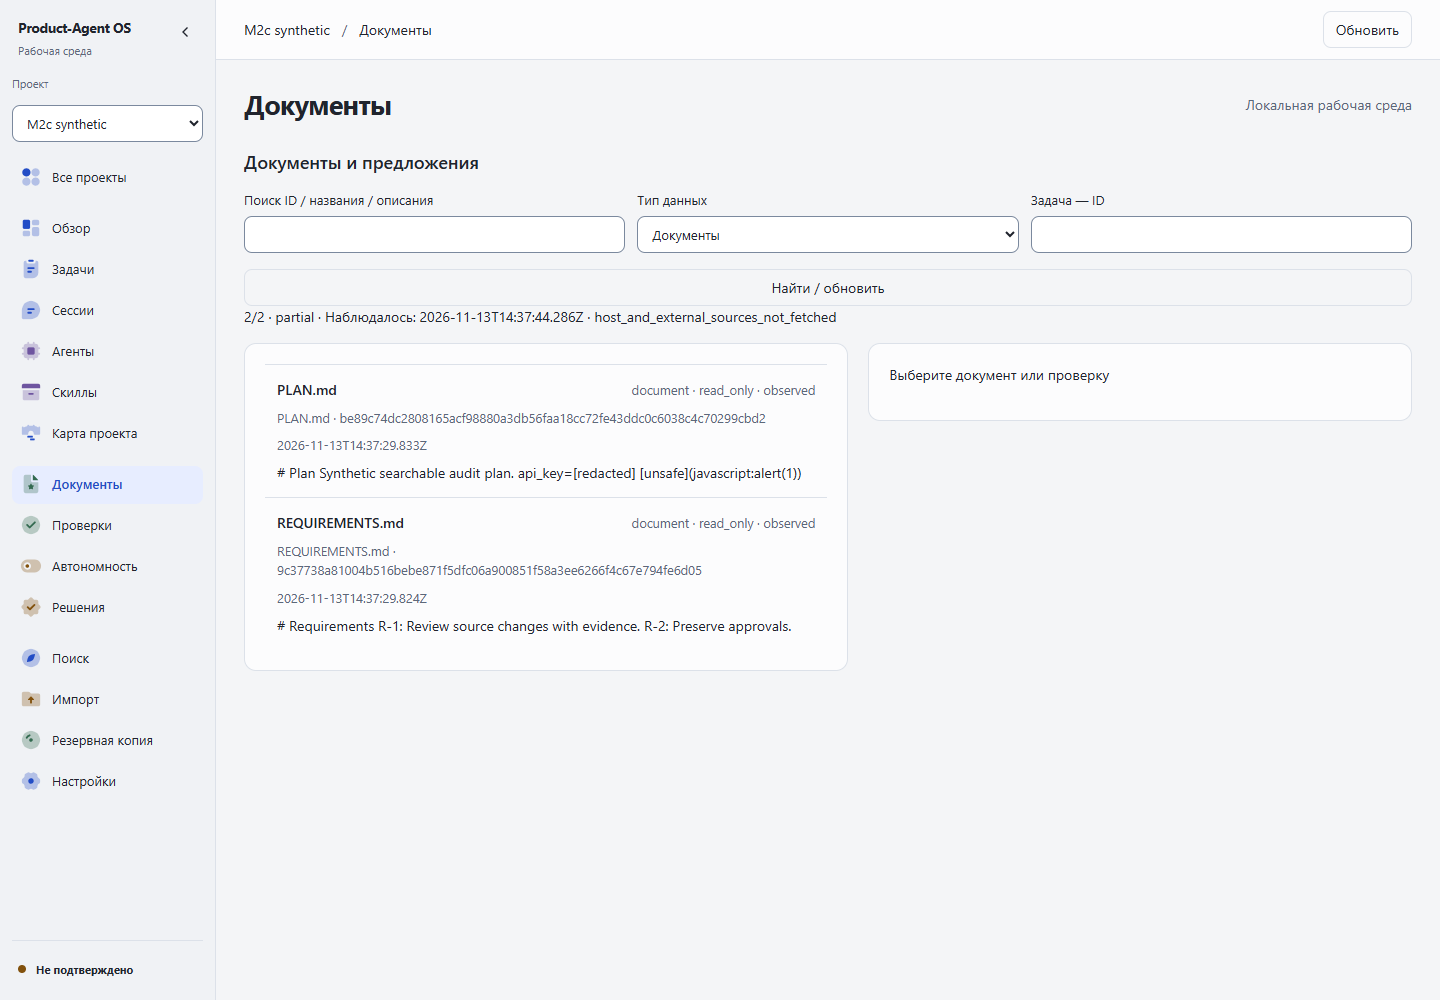 Product-Agent OS
Рабочая среда
Проект
M2c synthetic
Все проекты
Обзор
Задачи
Сессии
Агенты
Скиллы
Карта проекта
Документы
Проверки
Автономность
Решения
Поиск
Импорт
Резервная копия
Настройки
Не подтверждено
M2c synthetic / Документы
Обновить
Документы
Локальная рабочая среда
Документы и предложения
Поиск ID / названия / описания
Тип данных
Задача — ID
Документы
Найти / обновить
2/2 · partial · Наблюдалось: 2026-11-13T14:37:44.286Z · host_and_external_sources_not_fetched
PLAN.md
document · read_only · observed
PLAN.md · be89c74dc2808165acf98880a3db56faa18cc72fe43ddc0c6038c4c70299cbd2
2026-11-13T14:37:29.833Z
# Plan Synthetic searchable audit plan. api_key=[redacted] [unsafe](javascript:alert(1))
REQUIREMENTS.md
document · read_only · observed
REQUIREMENTS.md ·
9c37738a81004b516bebe871f5dfc06a900851f58a3ee6266f4c67e794fe6d05
2026-11-13T14:37:29.824Z
# Requirements R-1: Review source changes with evidence. R-2: Preserve approvals.
Выберите документ или проверку